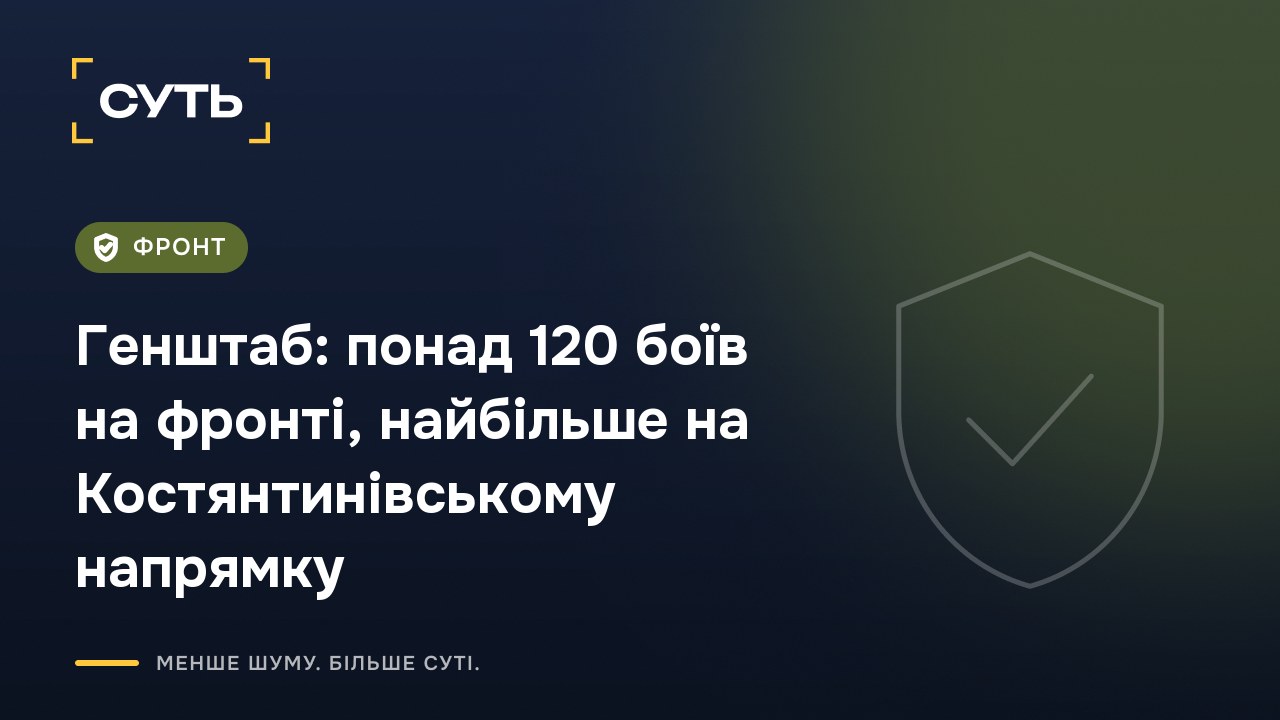 СУТЬ
ФРОНТ
Генштаб: понад 120 боїв
на фронті, найбільше на
Костянтинівському
напрямку
МЕНШЕ ШУМУ. БІЛЬШЕ СУТІ.